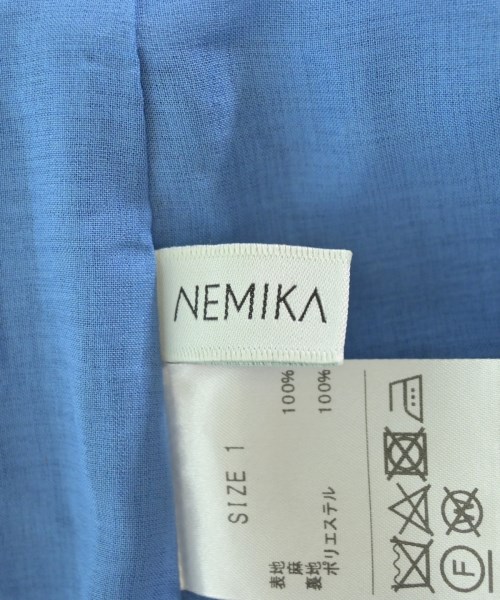 NEMIKA
SIZE 1
表地
麻 100%
裏地
ポリエステル 100%
F